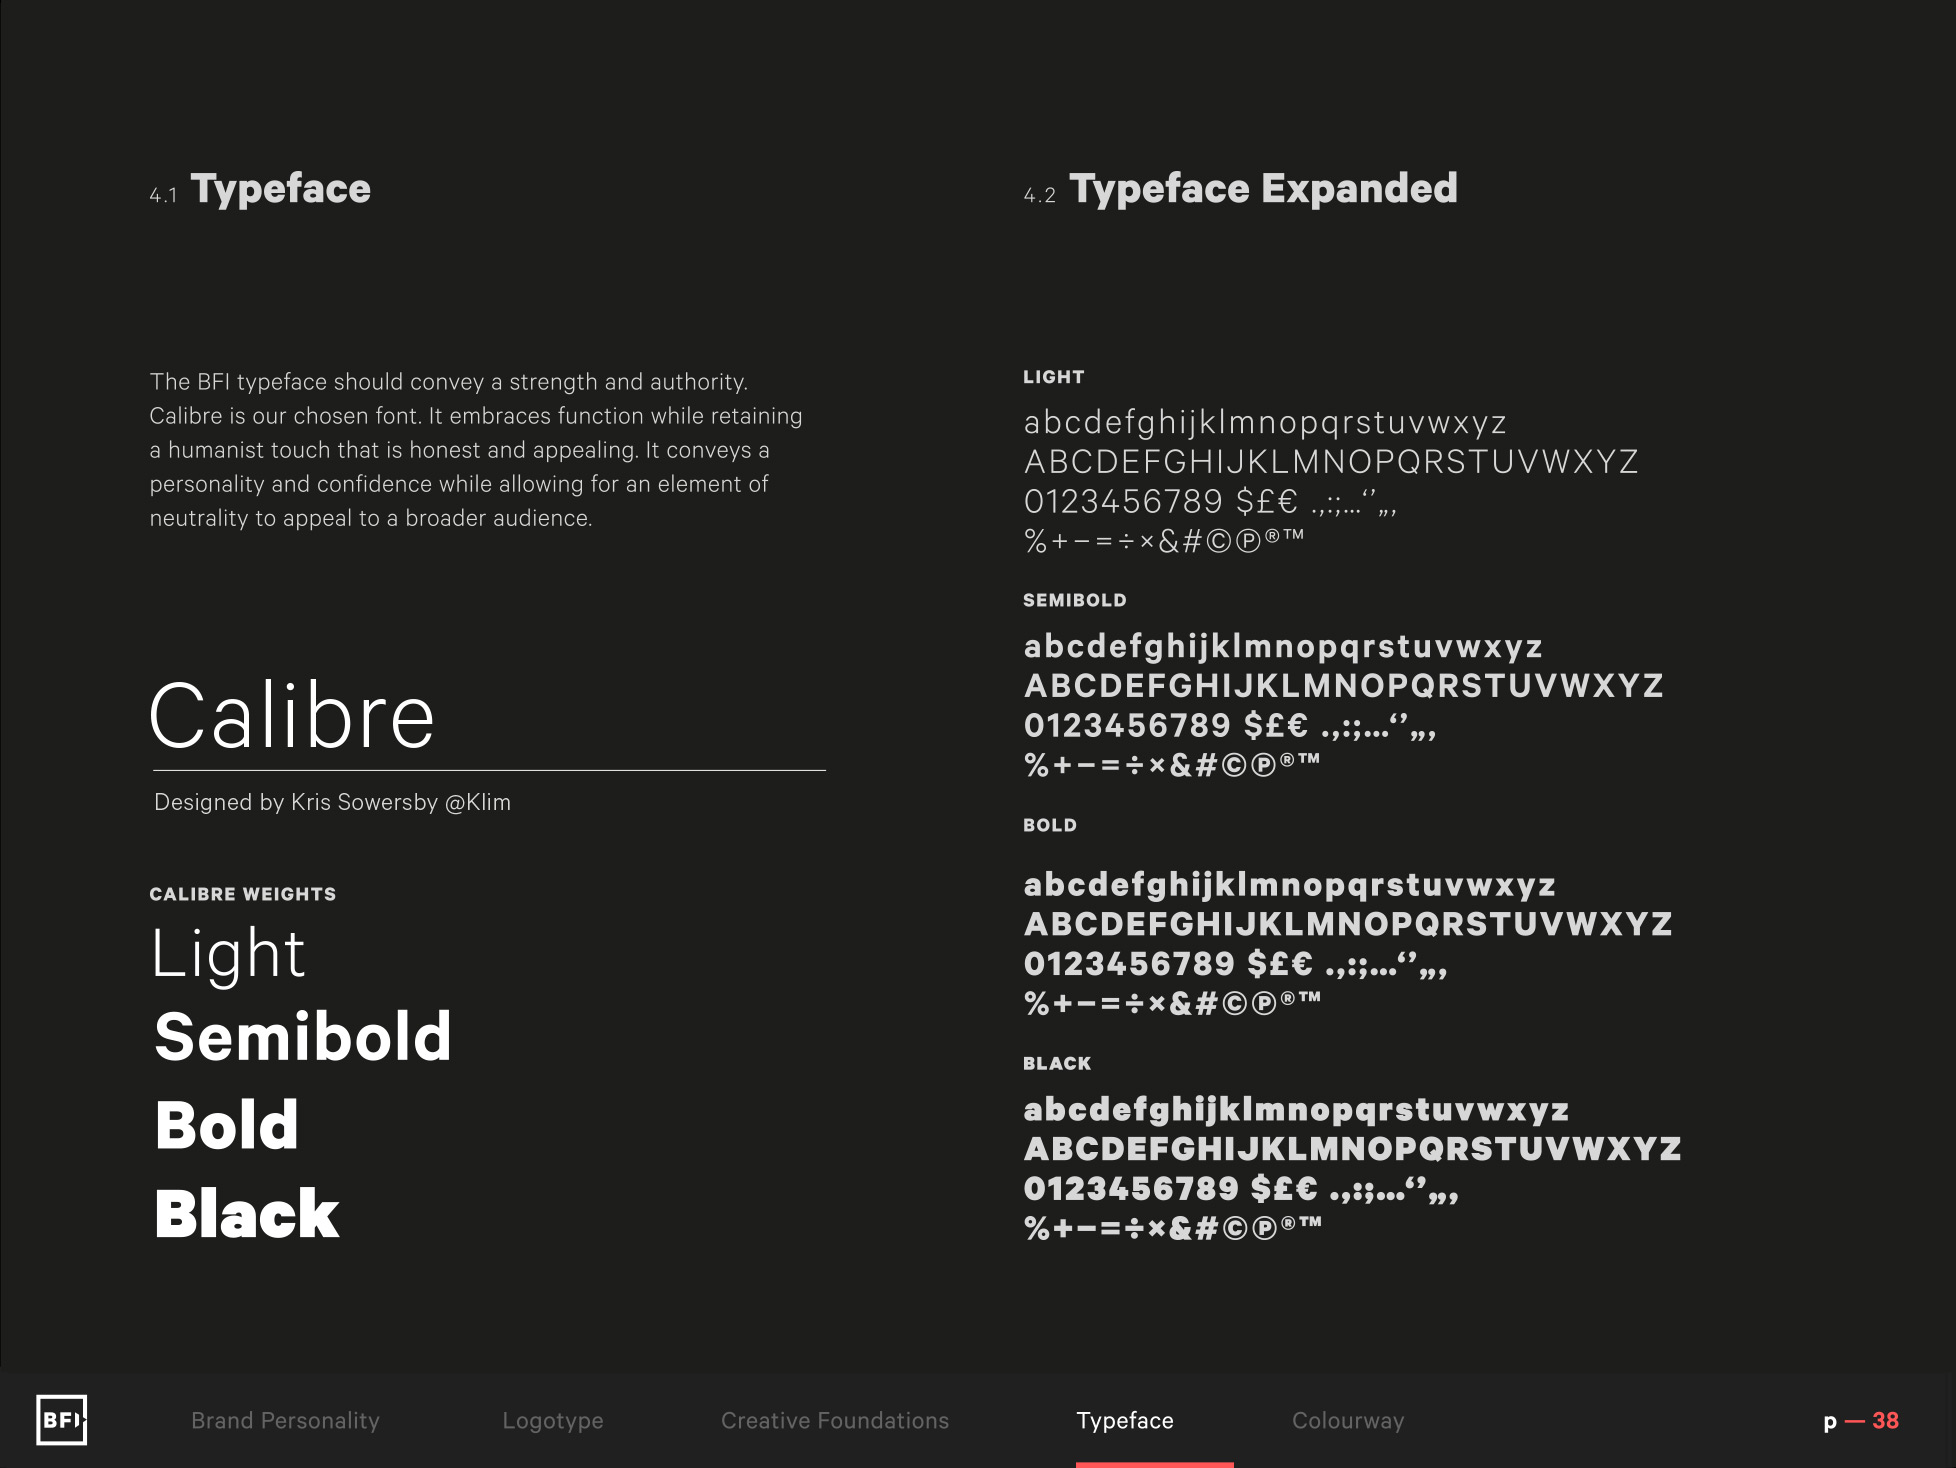 4.1 Typeface
The BFI typeface should convey a strength and authority.
Calibre is our chosen font. It embraces function while retaining
a humanist touch that is honest and appealing. It conveys a
personality and confidence while allowing for an element of
neutrality to appeal to a broader audience.
Calibre
Designed by Kris Sowersby @Klim
CALIBRE WEIGHTS
Light
Semibold
Bold
Black
4.2 Typeface Expanded
LIGHT
abcdefghijklmnopqrstuvwxyz
ABCDEFGHIJKLMNOPQRSTUVWXYZ
0123456789 $£€ .,:;…‘’„,
%+−=÷×&#©℗®™
SEMIBOLD
abcdefghijklmnopqrstuvwxyz
ABCDEFGHIJKLMNOPQRSTUVWXYZ
0123456789 $£€ .,:;…‘’„,
%+−=÷×&#©℗®™
BOLD
abcdefghijklmnopqrstuvwxyz
ABCDEFGHIJKLMNOPQRSTUVWXYZ
0123456789 $£€ .,:;…‘’„,
%+−=÷×&#©℗®™
BLACK
abcdefghijklmnopqrstuvwxyz
ABCDEFGHIJKLMNOPQRSTUVWXYZ
0123456789 $£€ .,:;…‘’„,
%+−=÷×&#©℗®™
BFI Brand Personality Logotype Creative Foundations Typeface Colourway p — 38